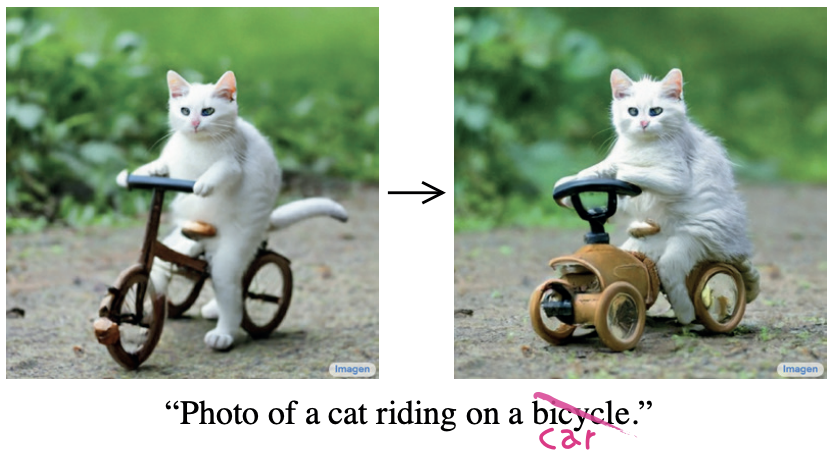 Imagen
Imagen
“Photo of a cat riding on a bicycle.”
car